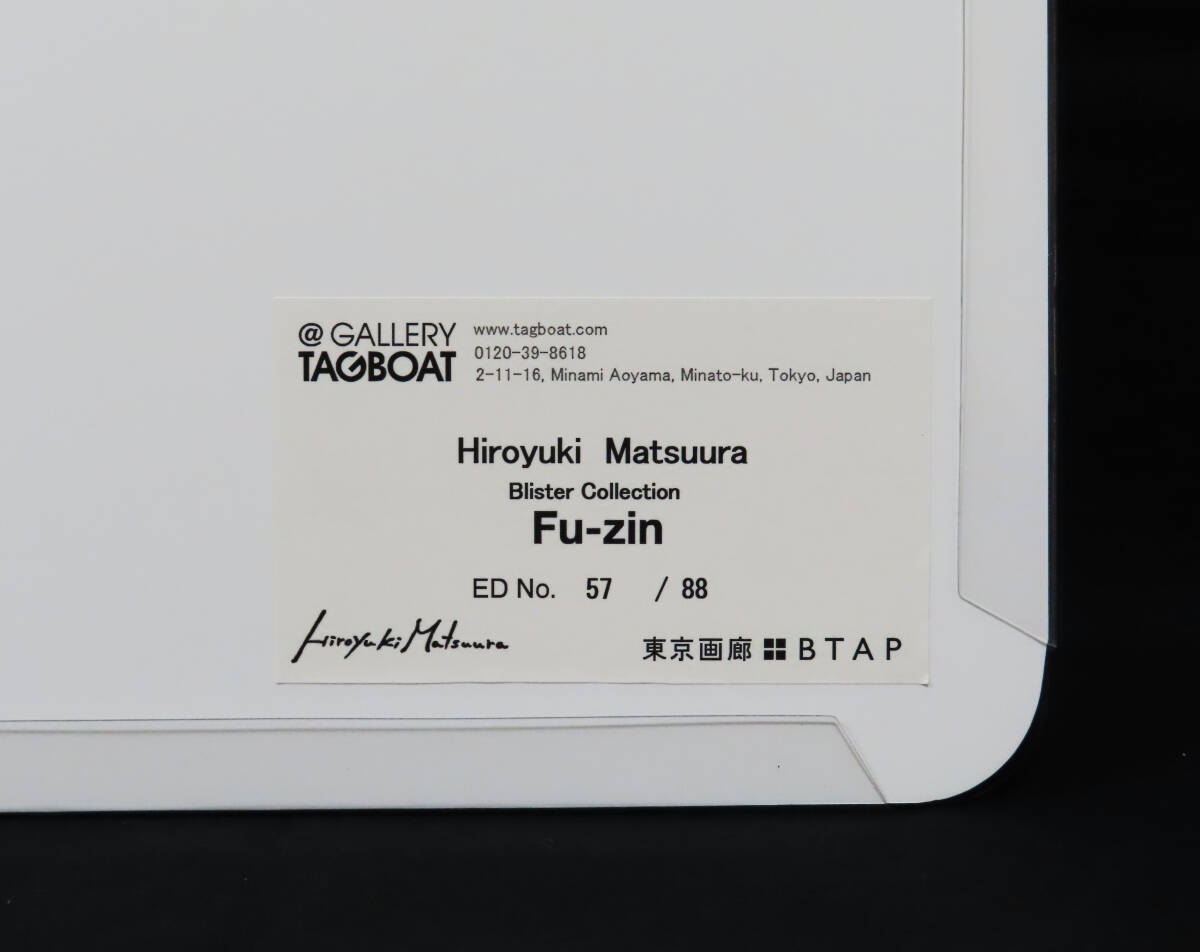 @ GALLERY
TAGBOAT
www.tagboat.com
0120-39-8618
2-11-16, Minami Aoyama, Minato-ku, Tokyo, Japan
Hiroyuki Matsuura
Blister Collection
Fu-zin
ED No. 57 / 88
Hiroyuki Matsuura
東京画廊 BTAP